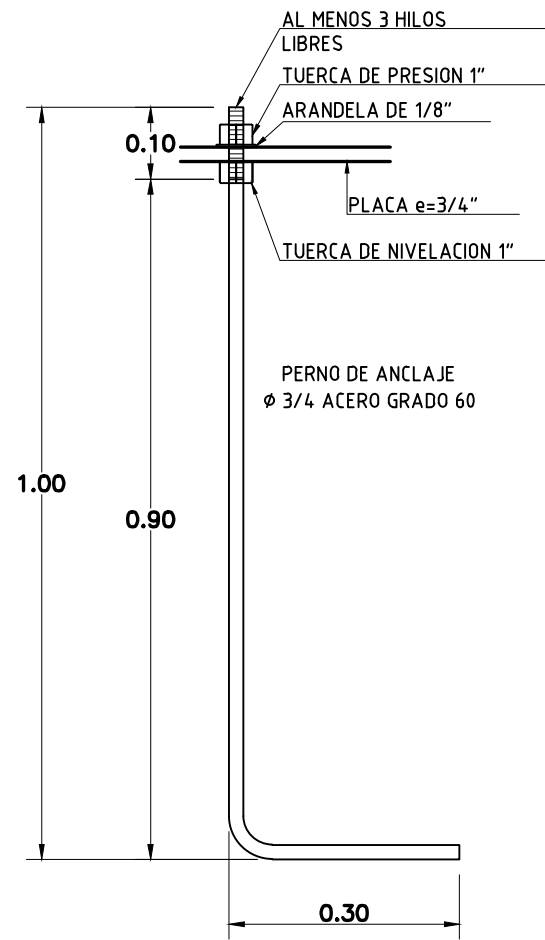 AL MENOS 3 HILOS
LIBRES
TUERCA DE PRESION 1"
ARANDELA DE 1/8"
0.10
PLACA e=3/4"
TUERCA DE NIVELACION 1"
PERNO DE ANCLAJE
ϕ 3/4 ACERO GRADO 60
1.00
0.90
0.30